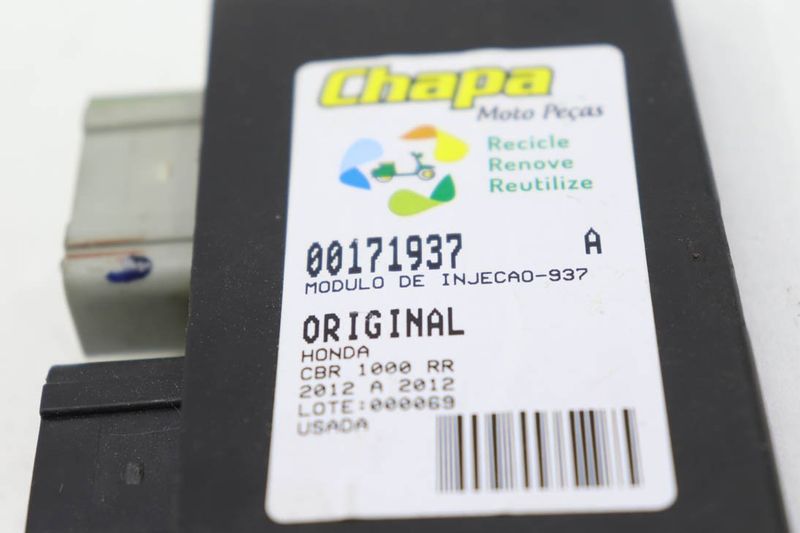 Chapa
Moto Peças
Recicle
Renove
Reutilize
00171937 A
MODULO DE INJECAO-937
ORIGINAL
HONDA
CBR 1000 RR
2012 A 2012
LOTE:000069
USADA